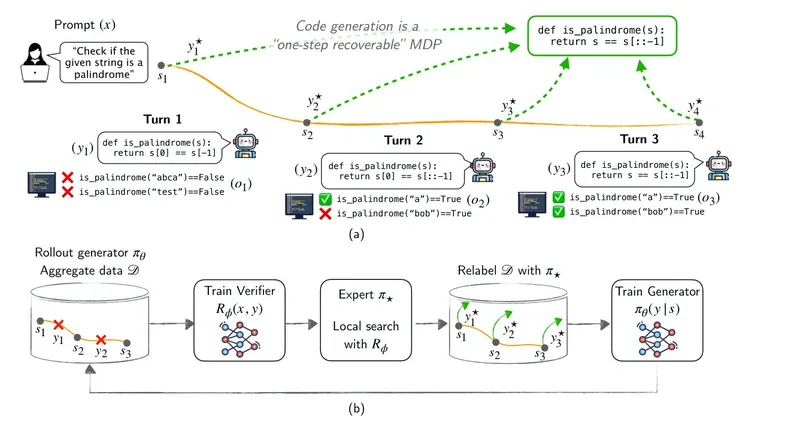 Prompt (x)
"Check if the
given string is a
palindrome"
s₁
y₁★
Code generation is a
"one-step recoverable" MDP
def is_palindrome(s):
return s == s[::-1]
y₂★
s₂
y₃★
s₃
y₄★
s₄
Turn 1
(y₁)
def is_palindrome(s):
return s[0] == s[-1]
is_palindrome("abca")==False
is_palindrome("test")==False
(o₁)
Turn 2
(y₂)
def is_palindrome(s):
return s[0] == s[::-1]
is_palindrome("a")==True
is_palindrome("bob")==True
(o₂)
Turn 3
(y₃)
def is_palindrome(s):
return s == s[::-1]
is_palindrome("a")==True
is_palindrome("bob")==True
(o₃)
(a)
Rollout generator πθ
Aggregate data 𝒟
s₁
y₁
s₂
y₂
s₃
Train Verifier
Rϕ(x, y)
Expert π★
Local search
with Rϕ
Relabel 𝒟 with π★
s₁
y₁★
s₂
y₂★
s₃
y₃★
Train Generator
πθ(y|s)
(b)